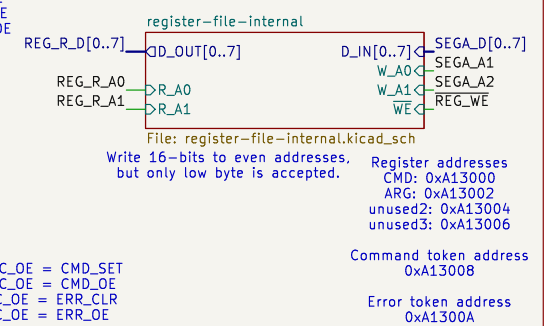 E
OE
register-file-internal
REG_R_D[0..7]
D_OUT[0..7]
D_IN[0..7]
SEGA_D[0..7]
W_A0
SEGA_A1
REG_R_A0
R_A0
W_A1
SEGA_A2
REG_R_A1
R_A1
WE
REG_WE
File: register-file-internal.kicad_sch
Write 16-bits to even addresses,
but only low byte is accepted.
Register addresses
CMD: 0xA13000
ARG: 0xA13002
unused2: 0xA13004
unused3: 0xA13006
Command token address
0xA13008
C_OE = CMD_SET
C_OE = CMD_OE
C_OE = ERR_CLR
C_OE = ERR_OE
Error token address
0xA1300A